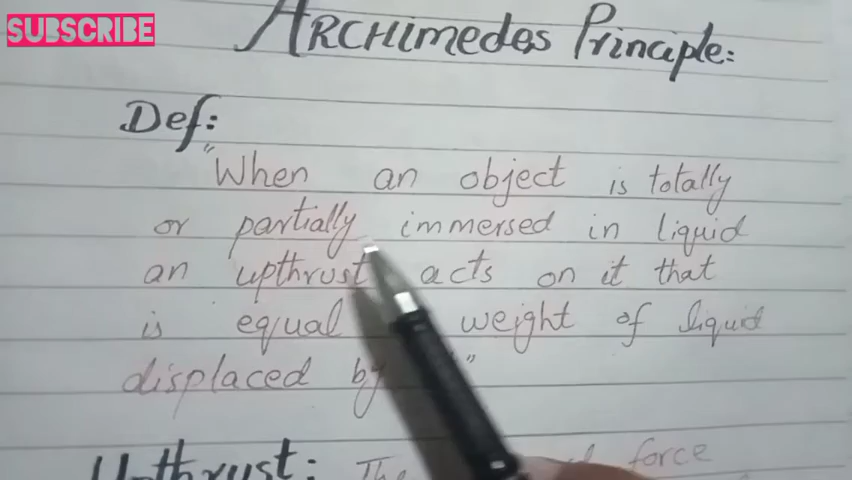 SUBSCRIBE
ARCHimedes Principle:
Def:
"When an object is totally
or partially immersed in liquid
an upthrust acts on it that
is equal weight of liquid
displaced by "
Upthrust: The force